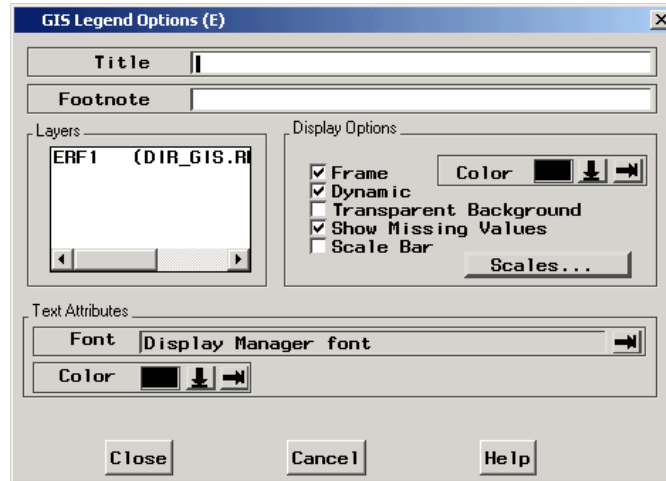 GIS Legend Options (E)
Title
Footnote
Layers
ERF1 (DIR_GIS.RE
Display Options
Frame
Color
Dynamic
Transparent Background
Show Missing Values
Scale Bar
Scales...
Text Attributes
Font Display Manager font
Color
Close Cancel Help